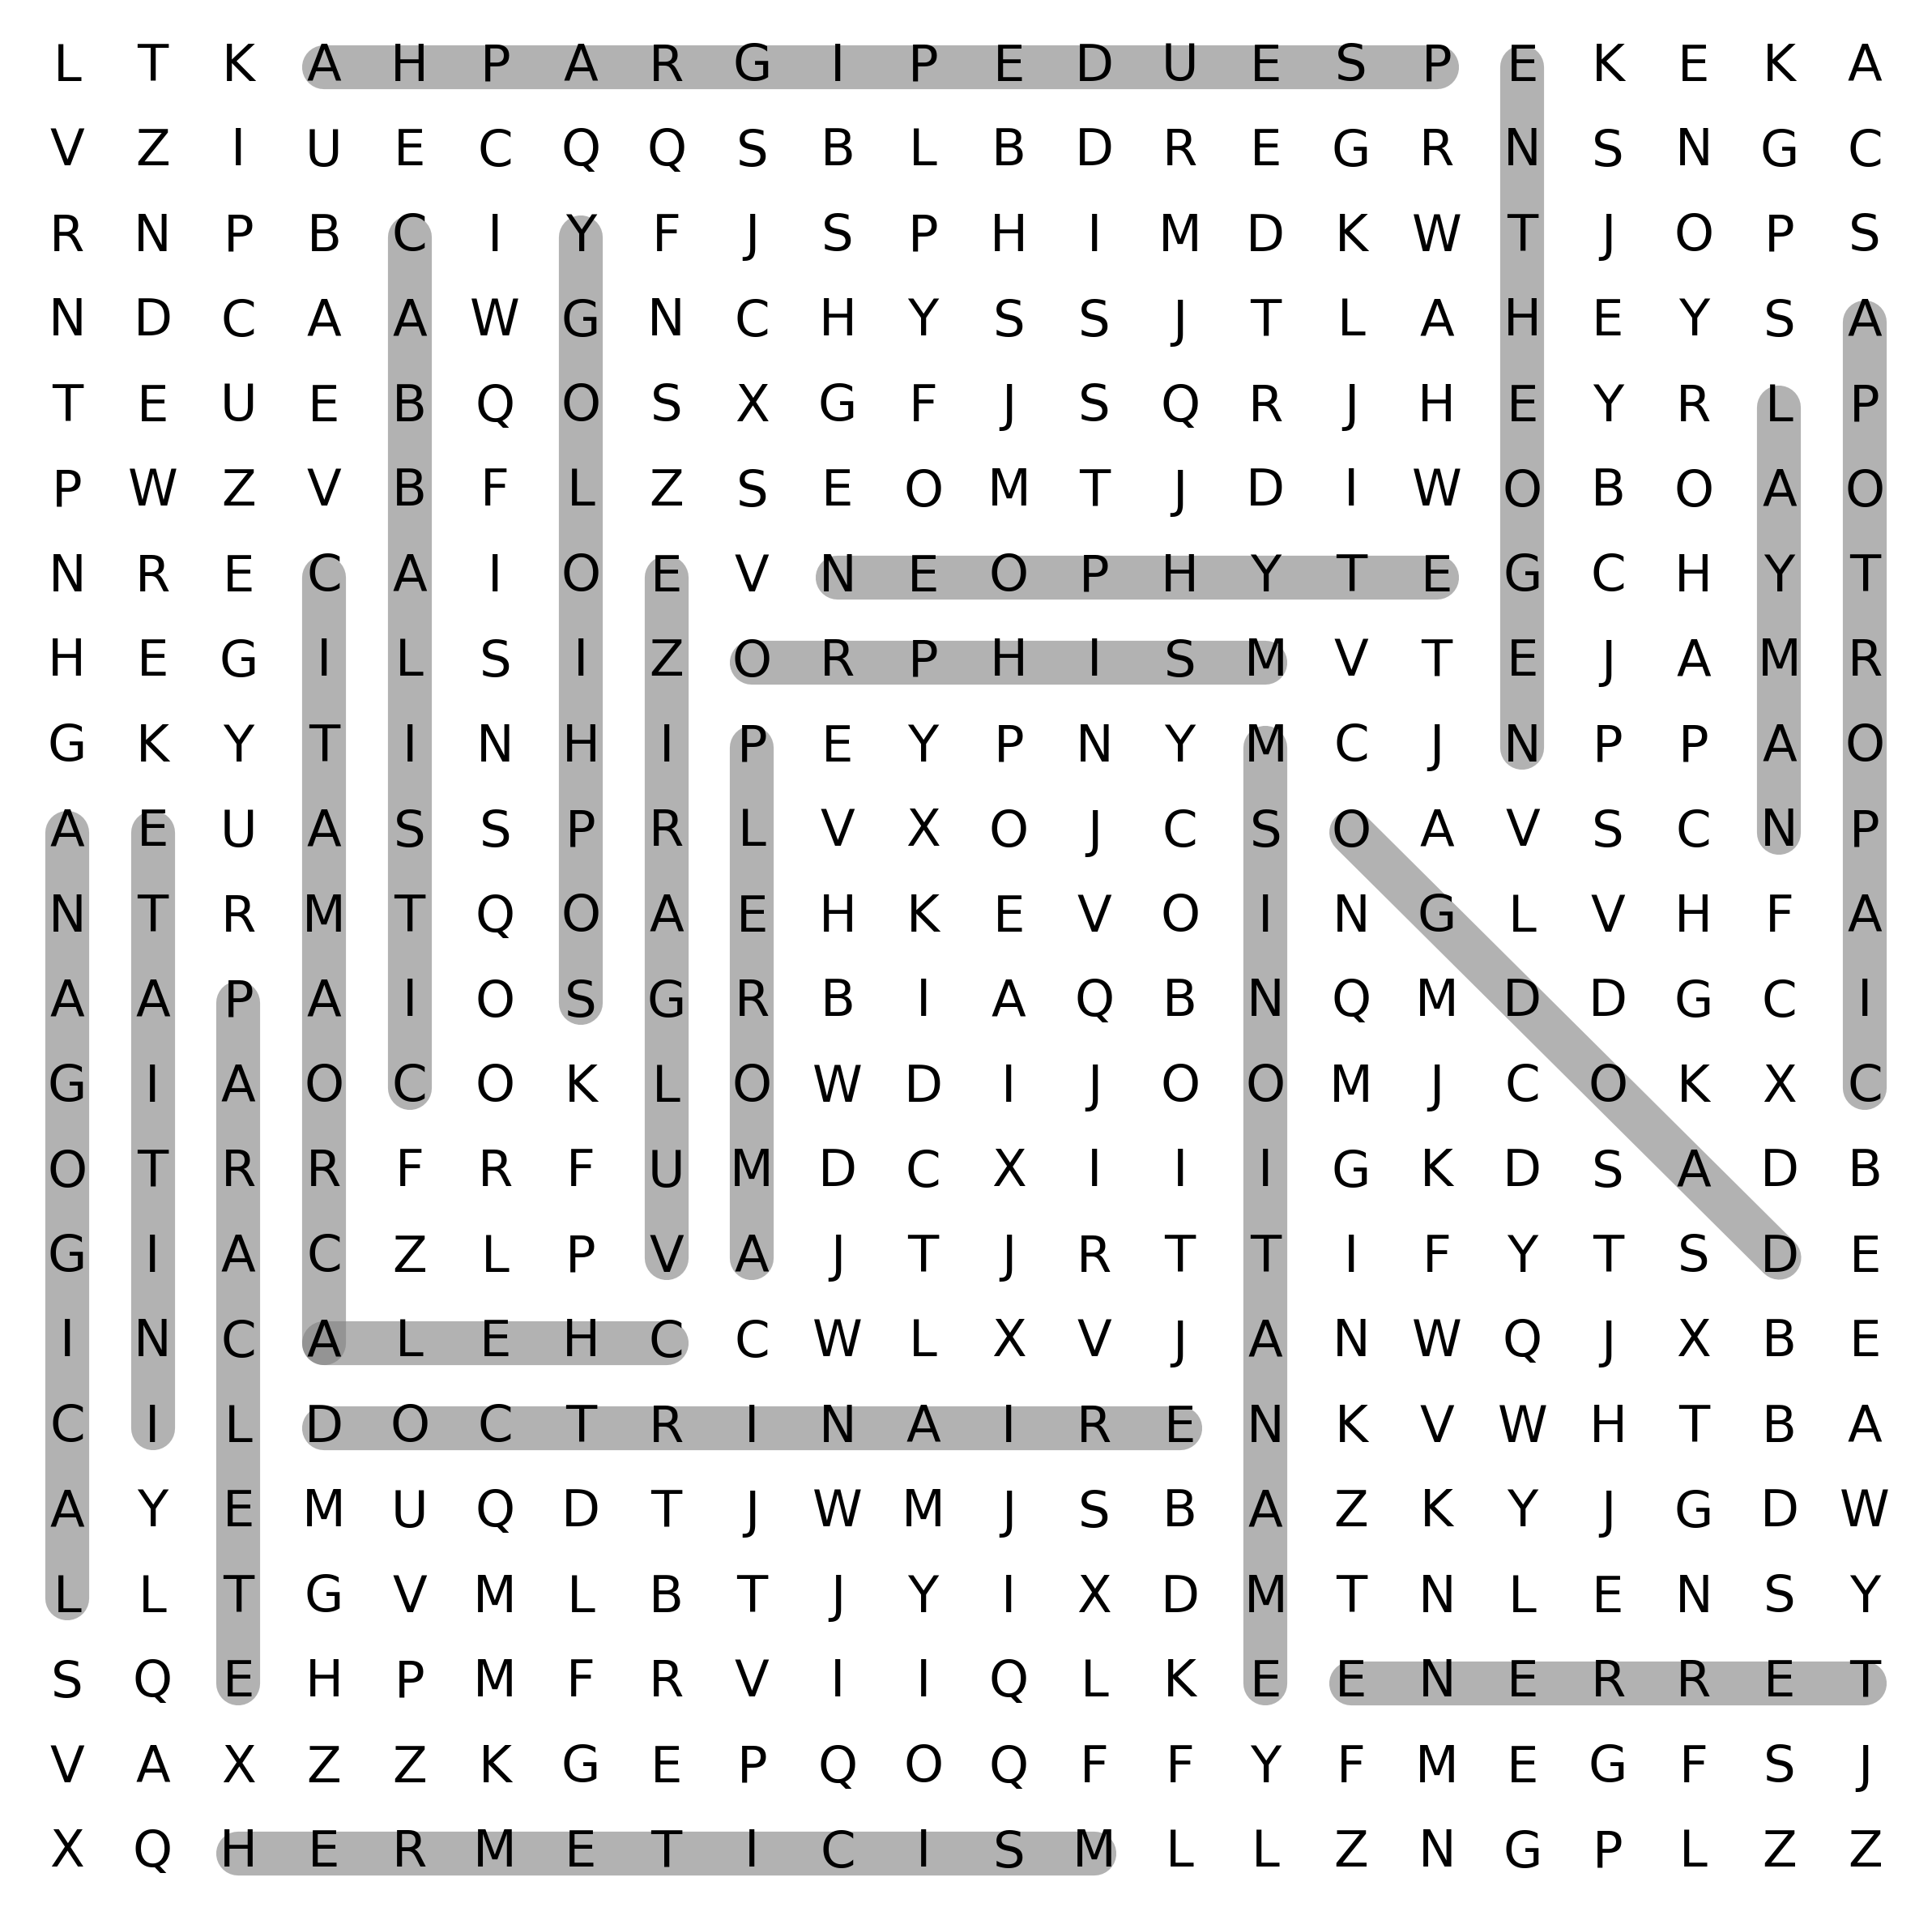 L T K A H P A R G I P E D U E S P E K E K A
V Z I U E C Q Q S B L B D R E G R N S N G C
R N P B C I Y F J S P H I M D K W T J O P S
N D C A A W G N C H Y S S J T L A H E Y S A
T E U E B Q O S X G F J S Q R J H E Y R L P
P W Z V B F L Z S E O M T J D I W O B O A O
N R E C A I O E V N E O P H Y T E G C H Y T
H E G I L S I Z O R P H I S M V T E J A M R
G K Y T I N H I P E Y P N Y M C J N P P A O
A E U A S S P R L V X O J C S O A V S C N P
N T R M T Q O A E H K E V O I N G L V H F A
A A P A I O S G R B I A Q B N Q M D D G C I
G I A O C O K L O W D I J O O M J C O K X C
O T R R F R F U M D C X I I I G K D S A D B
G I A C Z L P V A J T J R T T I F Y T S D E
I N C A L E H C C W L X V J A N W Q J X B E
C I L D O C T R I N A I R E N K V W H T B A
A Y E M U Q D T J W M J S B A Z K Y J G D W
L L T G V M L B T J Y I X D M T N L E N S Y
S Q E H P M F R V I I Q L K E E N E R R E T
V A X Z Z K G E P Q O Q F F Y F M E G F S J
X Q H E R M E T I C I S M L L Z N G P L Z Z